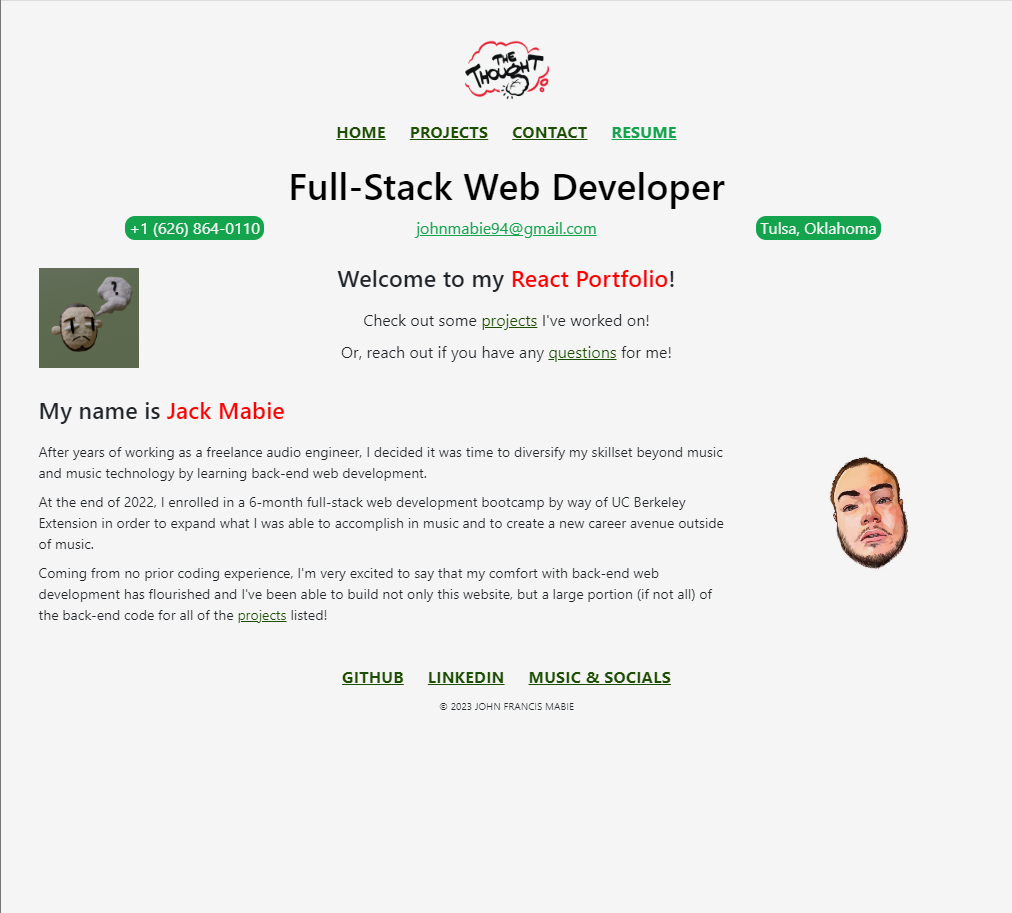 THE
THOUGHT
HOME PROJECTS CONTACT RESUME
Full-Stack Web Developer
+1 (626) 864-0110 johnmabie94@gmail.com Tulsa, Oklahoma
Welcome to my React Portfolio!
Check out some projects I've worked on!
Or, reach out if you have any questions for me!
My name is Jack Mabie
After years of working as a freelance audio engineer, I decided it was time to diversify my skillset beyond music
and music technology by learning back-end web development.
At the end of 2022, I enrolled in a 6-month full-stack web development bootcamp by way of UC Berkeley
Extension in order to expand what I was able to accomplish in music and to create a new career avenue outside
of music.
Coming from no prior coding experience, I'm very excited to say that my comfort with back-end web
development has flourished and I've been able to build not only this website, but a large portion (if not all) of
the back-end code for all of the projects listed!
GITHUB LINKEDIN MUSIC & SOCIALS
© 2023 JOHN FRANCIS MABIE